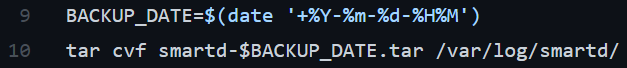 9 BACKUP_DATE=$(date '+%Y-%m-%d-%H%M')
10 tar cvf smartd-$BACKUP_DATE.tar /var/log/smartd/